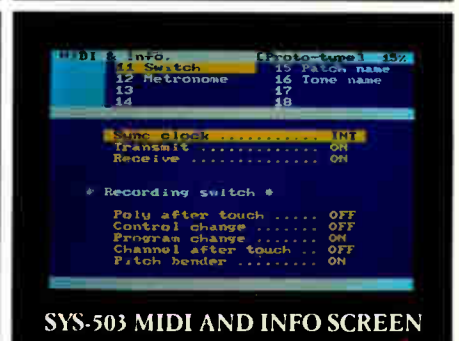 MIDI & Info. [Proto-type] 15%
11 Switch 15 Patch name
12 Metronome 16 Tone name
13 17
14 18
Sync clock ........... INT
Transmit ............. ON
Receive .............. ON
* Recording switch *
Poly after touch ..... OFF
Control change ....... OFF
Program change ....... ON
Channel after touch .. OFF
Pitch bender ......... ON
SYS-503 MIDI AND INFO SCREEN